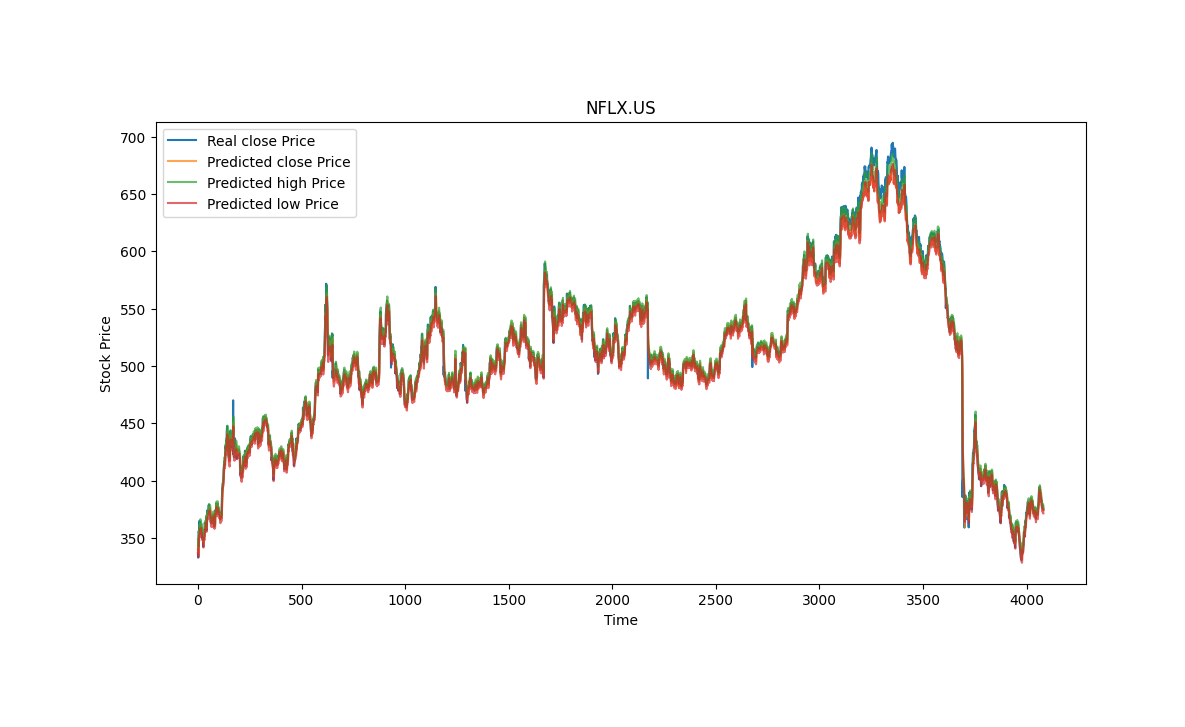 NFLX.US
Real close Price
Predicted close Price
Predicted high Price
Predicted low Price
Stock Price
700
650
600
550
500
450
400
350
0 500 1000 1500 2000 2500 3000 3500 4000
Time